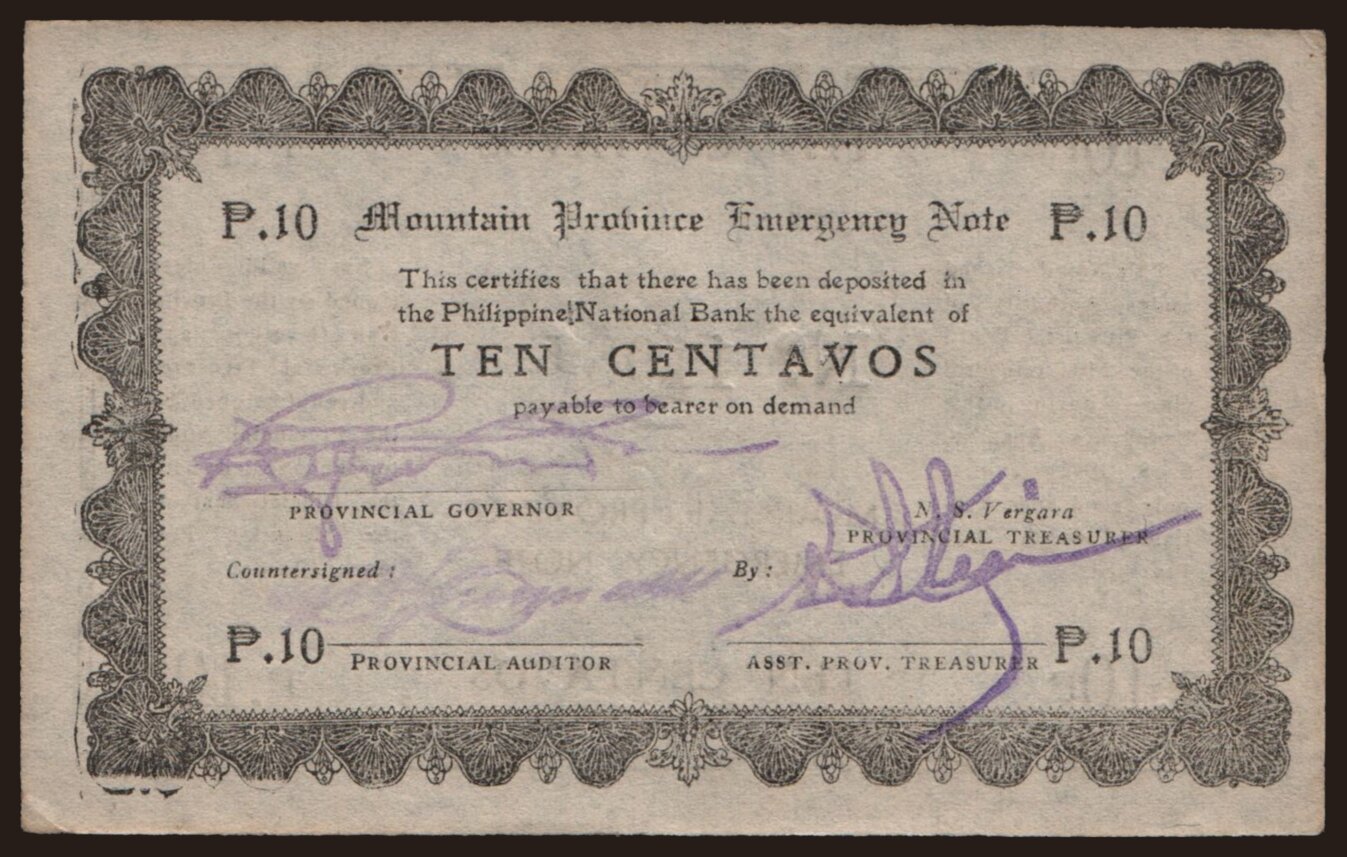 ₱.10 Mountain Province Emergency Note ₱.10
This certifies that there has been deposited in
the Philippine National Bank the equivalent of
TEN CENTAVOS
payable to bearer on demand
PROVINCIAL GOVERNOR
N. S. Vergara
PROVINCIAL TREASURER
Countersigned :
By :
₱.10 PROVINCIAL AUDITOR
ASST. PROV. TREASURER ₱.10